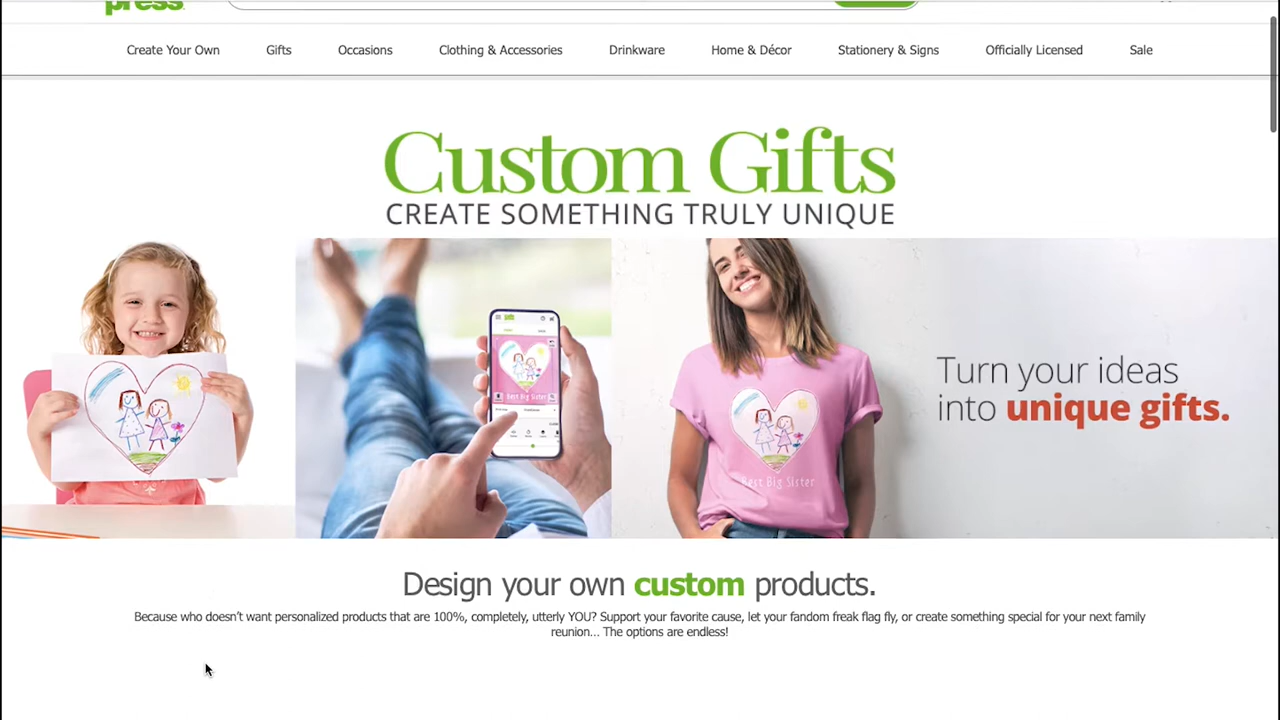 press
Create Your Own Gifts Occasions Clothing & Accessories Drinkware Home & Décor Stationery & Signs Officially Licensed Sale
Custom Gifts
CREATE SOMETHING TRULY UNIQUE
Turn your ideas
into unique gifts.
Best Big Sister
Best Big Sister
Design your own custom products.
Because who doesn't want personalized products that are 100%, completely, utterly YOU? Support your favorite cause, let your fandom freak flag fly, or create something special for your next family
reunion... The options are endless!